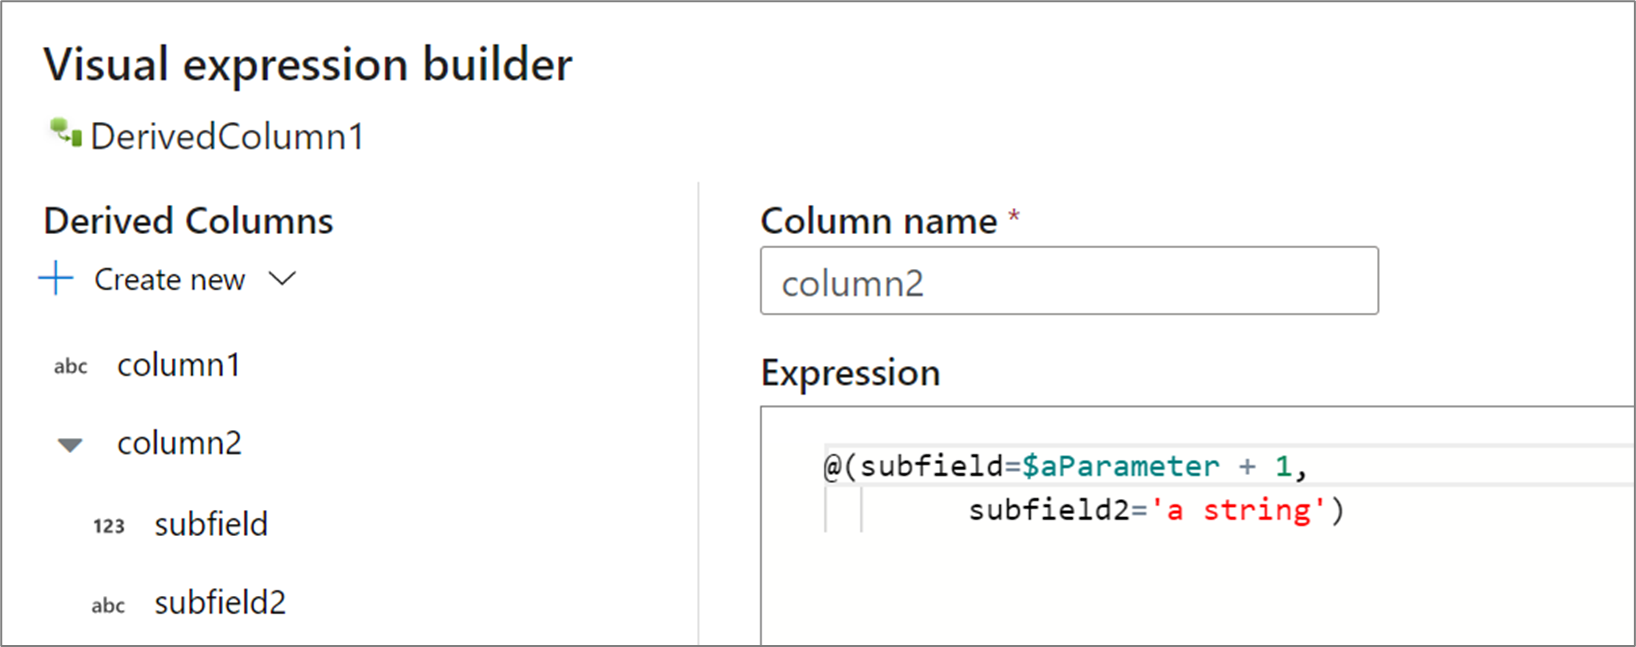 Visual expression builder
DerivedColumn1
Derived Columns
Create new
abc column1
column2
123 subfield
abc subfield2
Column name *
column2
Expression
@(subfield=$aParameter + 1,
subfield2='a string')